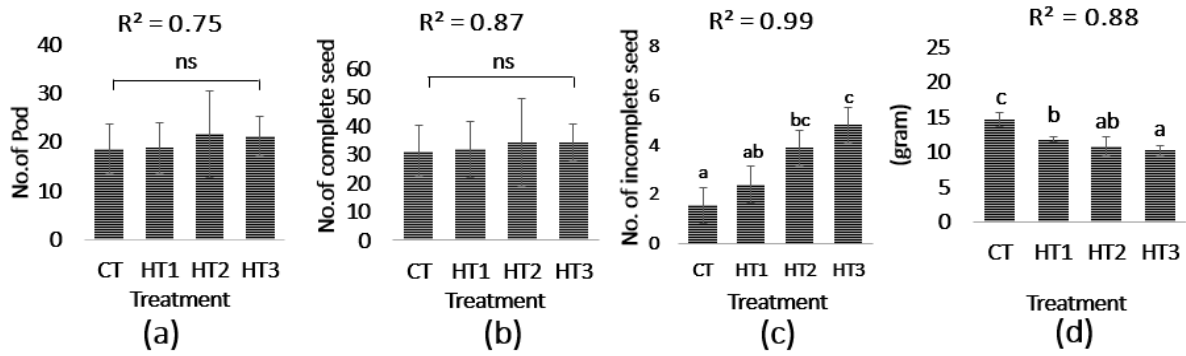 R² = 0.75
40
30
20
10
0
No.of Pod
ns
CT HT1 HT2 HT3
Treatment
(a)
R² = 0.87
60
50
40
30
20
10
0
No.of complete seed
ns
CT HT1 HT2 HT3
Treatment
(b)
R² = 0.99
8
6
4
2
0
No. of incomplete seed
a
ab
bc
c
CT HT1 HT2 HT3
Treatment
(c)
R² = 0.88
25
20
15
10
5
0
(gram)
c
b
ab
a
CT HT1 HT2 HT3
Treatment
(d)